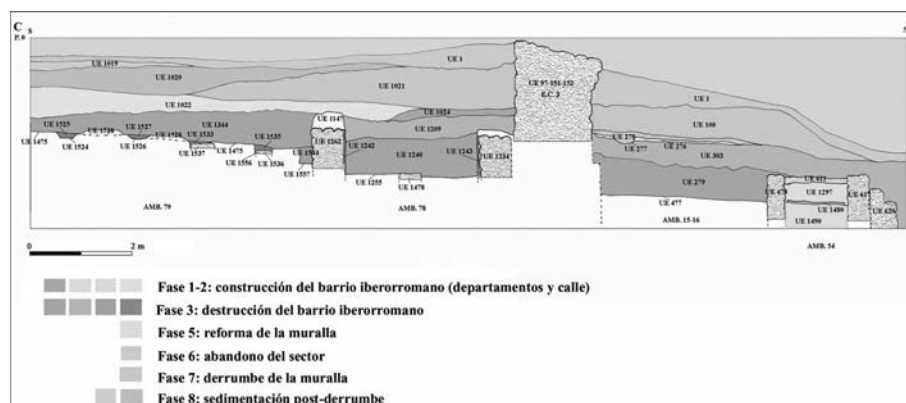 C S
P. 0
UE 1019
UE 1
UE 1020
UE 1021
UE 97-151-152
E.C. 3
UE 1022
UE 1
UE 1147
UE 1024
UE 100
UE 1525
UE 1527
UE 1344
UE 1209
UE 278
UE 1533
UE 1535
UE 276
UE 277
UE 303
UE 1475
UE 1524
UE 1526
UE 1262
UE 1242
UE 1240
UE 1243
UE 1234
UE 1475
UE 1537
UE 1556
UE 1536
UE 1557
UE 1255
UE 1478
UE 279
UE 1297
UE 477
UE 1480
UE 1490
AMB. 79
AMB. 78
AMB. 15-16
AMB. 54
0 2 m
Fase 1-2: construcción del barrio iberorromano (departamentos y calle)
Fase 3: destrucción del barrio iberorromano
Fase 5: reforma de la muralla
Fase 6: abandono del sector
Fase 7: derrumbe de la muralla
Fase 8: sedimentación post-derrumbe